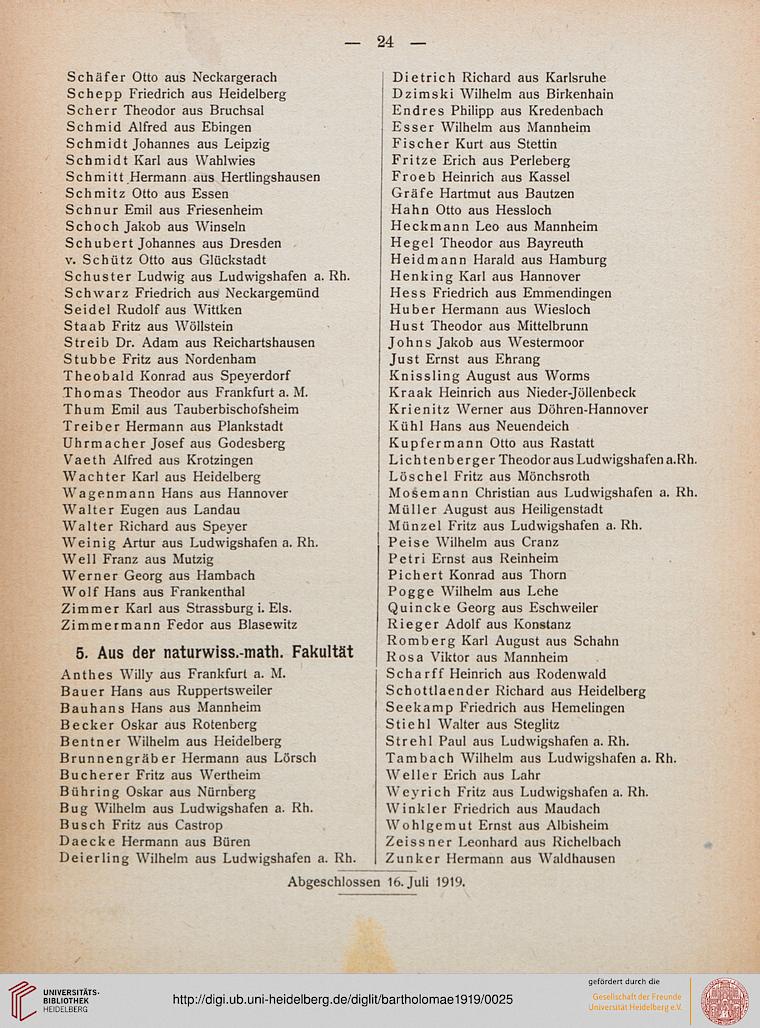 — 24 —
Schäfer Otto aus Neckargerach
Schepp Friedrich aus Heidelberg
Scherr Theodor aus Bruchsal
Schmid Alfred aus Ebingen
Schmidt Johannes aus Leipzig
Schmidt Karl aus Wahlwies
Schmitt Hermann aus Hertlingshausen
Schmitz Otto aus Essen
Schnur Emil aus Friesenheim
Schoch Jakob aus Winseln
Schubert Johannes aus Dresden
v. Schütz Otto aus Glückstadt
Schuster Ludwig aus Ludwigshafen a. Rh.
Schwarz Friedrich aus Neckargemünd
Seidel Rudolf aus Wittken
Staab Fritz aus Wöllstein
Streib Dr. Adam aus Reichartshausen
Stubbe Fritz aus Nordenham
Theobald Konrad aus Speyerdorf
Thomas Theodor aus Frankfurt a. M.
Thum Emil aus Tauberbischofsheim
Treiber Hermann aus Plankstadt
Uhrmacher Josef aus Godesberg
Vaeth Alfred aus Krotzingen
Wachter Karl aus Heidelberg
Wagenmann Hans aus Hannover
Walter Eugen aus Landau
Walter Richard aus Speyer
Weinig Artur aus Ludwigshafen a. Rh.
Well Franz aus Mutzig
Werner Georg aus Hambach
Wolf Hans aus Frankenthal
Zimmer Karl aus Strassburg i. Els.
Zimmermann Fedor aus Blasewitz
5. Aus der naturwiss.-math. Fakultät
Anthes Willy aus Frankfurt a. M.
Bauer Hans aus Ruppertsweiler
Bauhans Hans aus Mannheim
Becker Oskar aus Rotenberg
Bentner Wilhelm aus Heidelberg
Brunnengräber Hermann aus Lörsch
Bucherer Fritz aus Wertheim
Bühring Oskar aus Nürnberg
Bug Wilhelm aus Ludwigshafen a. Rh.
Busch Fritz aus Castrop
Daecke Hermann aus Büren
Deierling Wilhelm aus Ludwigshafen a. Rh.
Dietrich Richard aus Karlsruhe
Dzimski Wilhelm aus Birkenhain
Endres Philipp aus Kredenbach
Esser Wilhelm aus Mannheim
Fischer Kurt aus Stettin
Fritze Erich aus Perleberg
Froeb Heinrich aus Kassel
Gräfe Hartmut aus Bautzen
Hahn Otto aus Hessloch
Heckmann Leo aus Mannheim
Hegel Theodor aus Bayreuth
Heidmann Harald aus Hamburg
Henking Karl aus Hannover
Hess Friedrich aus Emmendingen
Huber Hermann aus Wiesloch
Hust Theodor aus Mittelbrunn
Johns Jakob aus Westermoor
Just Ernst aus Ehrang
Knissling August aus Worms
Kraak Heinrich aus Nieder-Jöllenbeck
Krienitz Werner aus Döhren-Hannover
Kühl Hans aus Neuendeich
Kupfermann Otto aus Rastatt
Lichtenberger Theodor aus Ludwigshafen a. Rh.
Löschel Fritz aus Mönchsroth
Mosemann Christian aus Ludwigshafen a. Rh.
Müller August aus Heiligenstadt
Münzel Fritz aus Ludwigshafen a. Rh.
Peise Wilhelm aus Cranz
Petri Ernst aus Reinheim
Pichert Konrad aus Thorn
Pogge Wilhelm aus Lehe
Quincke Georg aus Eschweiler
Rieger Adolf aus Konstanz
Romberg Karl August aus Schahn
Rosa Viktor aus Mannheim
Scharff Heinrich aus Rodenwald
Schottlaender Richard aus Heidelberg
Seekamp Friedrich aus Hemelingen
Stiehl Walter aus Steglitz
Strehl Paul aus Ludwigshafen a. Rh.
Tambach Wilhelm aus Ludwigshafen a. Rh.
Weller Erich aus Lahr
Weyrich Fritz aus Ludwigshafen a. Rh.
Winkler Friedrich aus Maudach
Wohlgemut Ernst aus Albisheim
Zeissner Leonhard aus Richelbach
Zunker Hermann aus Waldhausen
Abgeschlossen 16. Juli 1919.
UNIVERSITÄTS-
BIBLIOTHEK
HEIDELBERG
http://digi.ub.uni-heidelberg.de/diglit/bartholomae1919/0025
gefördert durch die
Gesellschaft der Freunde
Universität Heidelberg e.V.